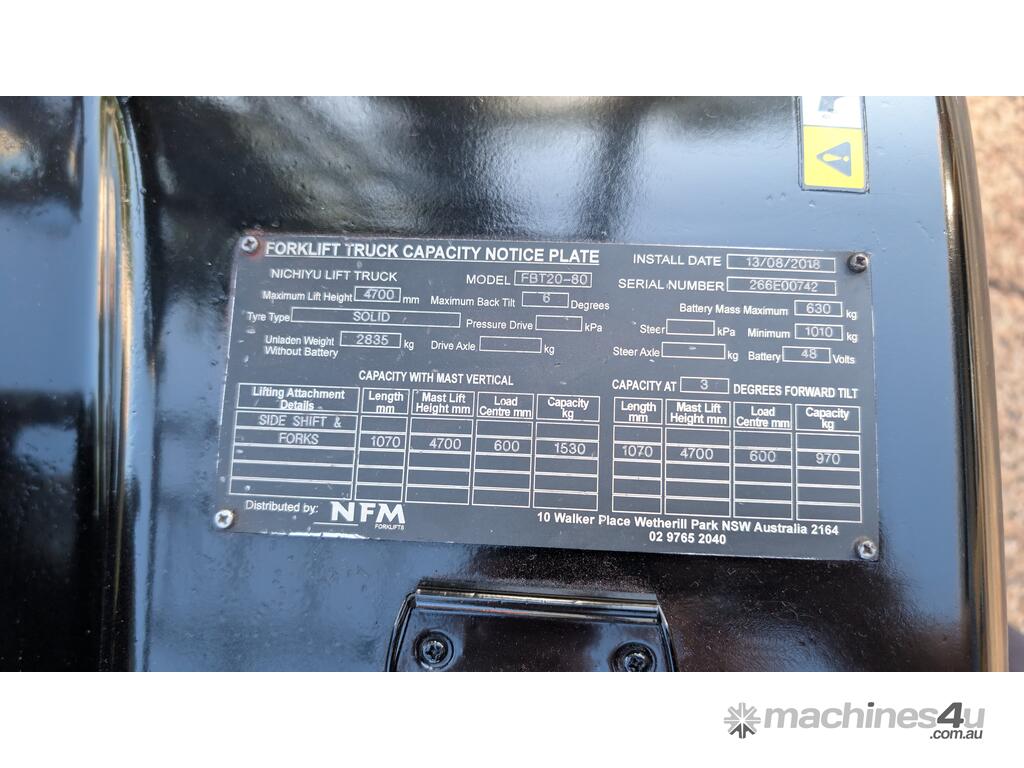 FORKLIFT TRUCK CAPACITY NOTICE PLATE
INSTALL DATE 13/08/2018
NICHIYU LIFT TRUCK MODEL FBT20-80 SERIAL NUMBER 266E00742
Maximum Lift Height 4700 mm Maximum Back Tilt 6 Degrees Battery Mass Maximum 630 kg
Tyre Type SOLID Pressure Drive kPa Steer kPa Minimum 1010 kg
Unladen Weight Without Battery 2835 kg Drive Axle kg Steer Axle kg Battery 48 Volts
CAPACITY WITH MAST VERTICAL CAPACITY AT 3 DEGREES FORWARD TILT
Lifting Attachment Details Length mm Mast Lift Height mm Load Centre mm Capacity kg Length mm Mast Lift Height mm Load Centre mm Capacity kg
SIDE SHIFT &
FORKS 1070 4700 600 1530 1070 4700 600 970
Distributed by: NFM FORKLIFTS
10 Walker Place Wetherill Park NSW Australia 2164
02 9765 2040
machines4u
.com.au